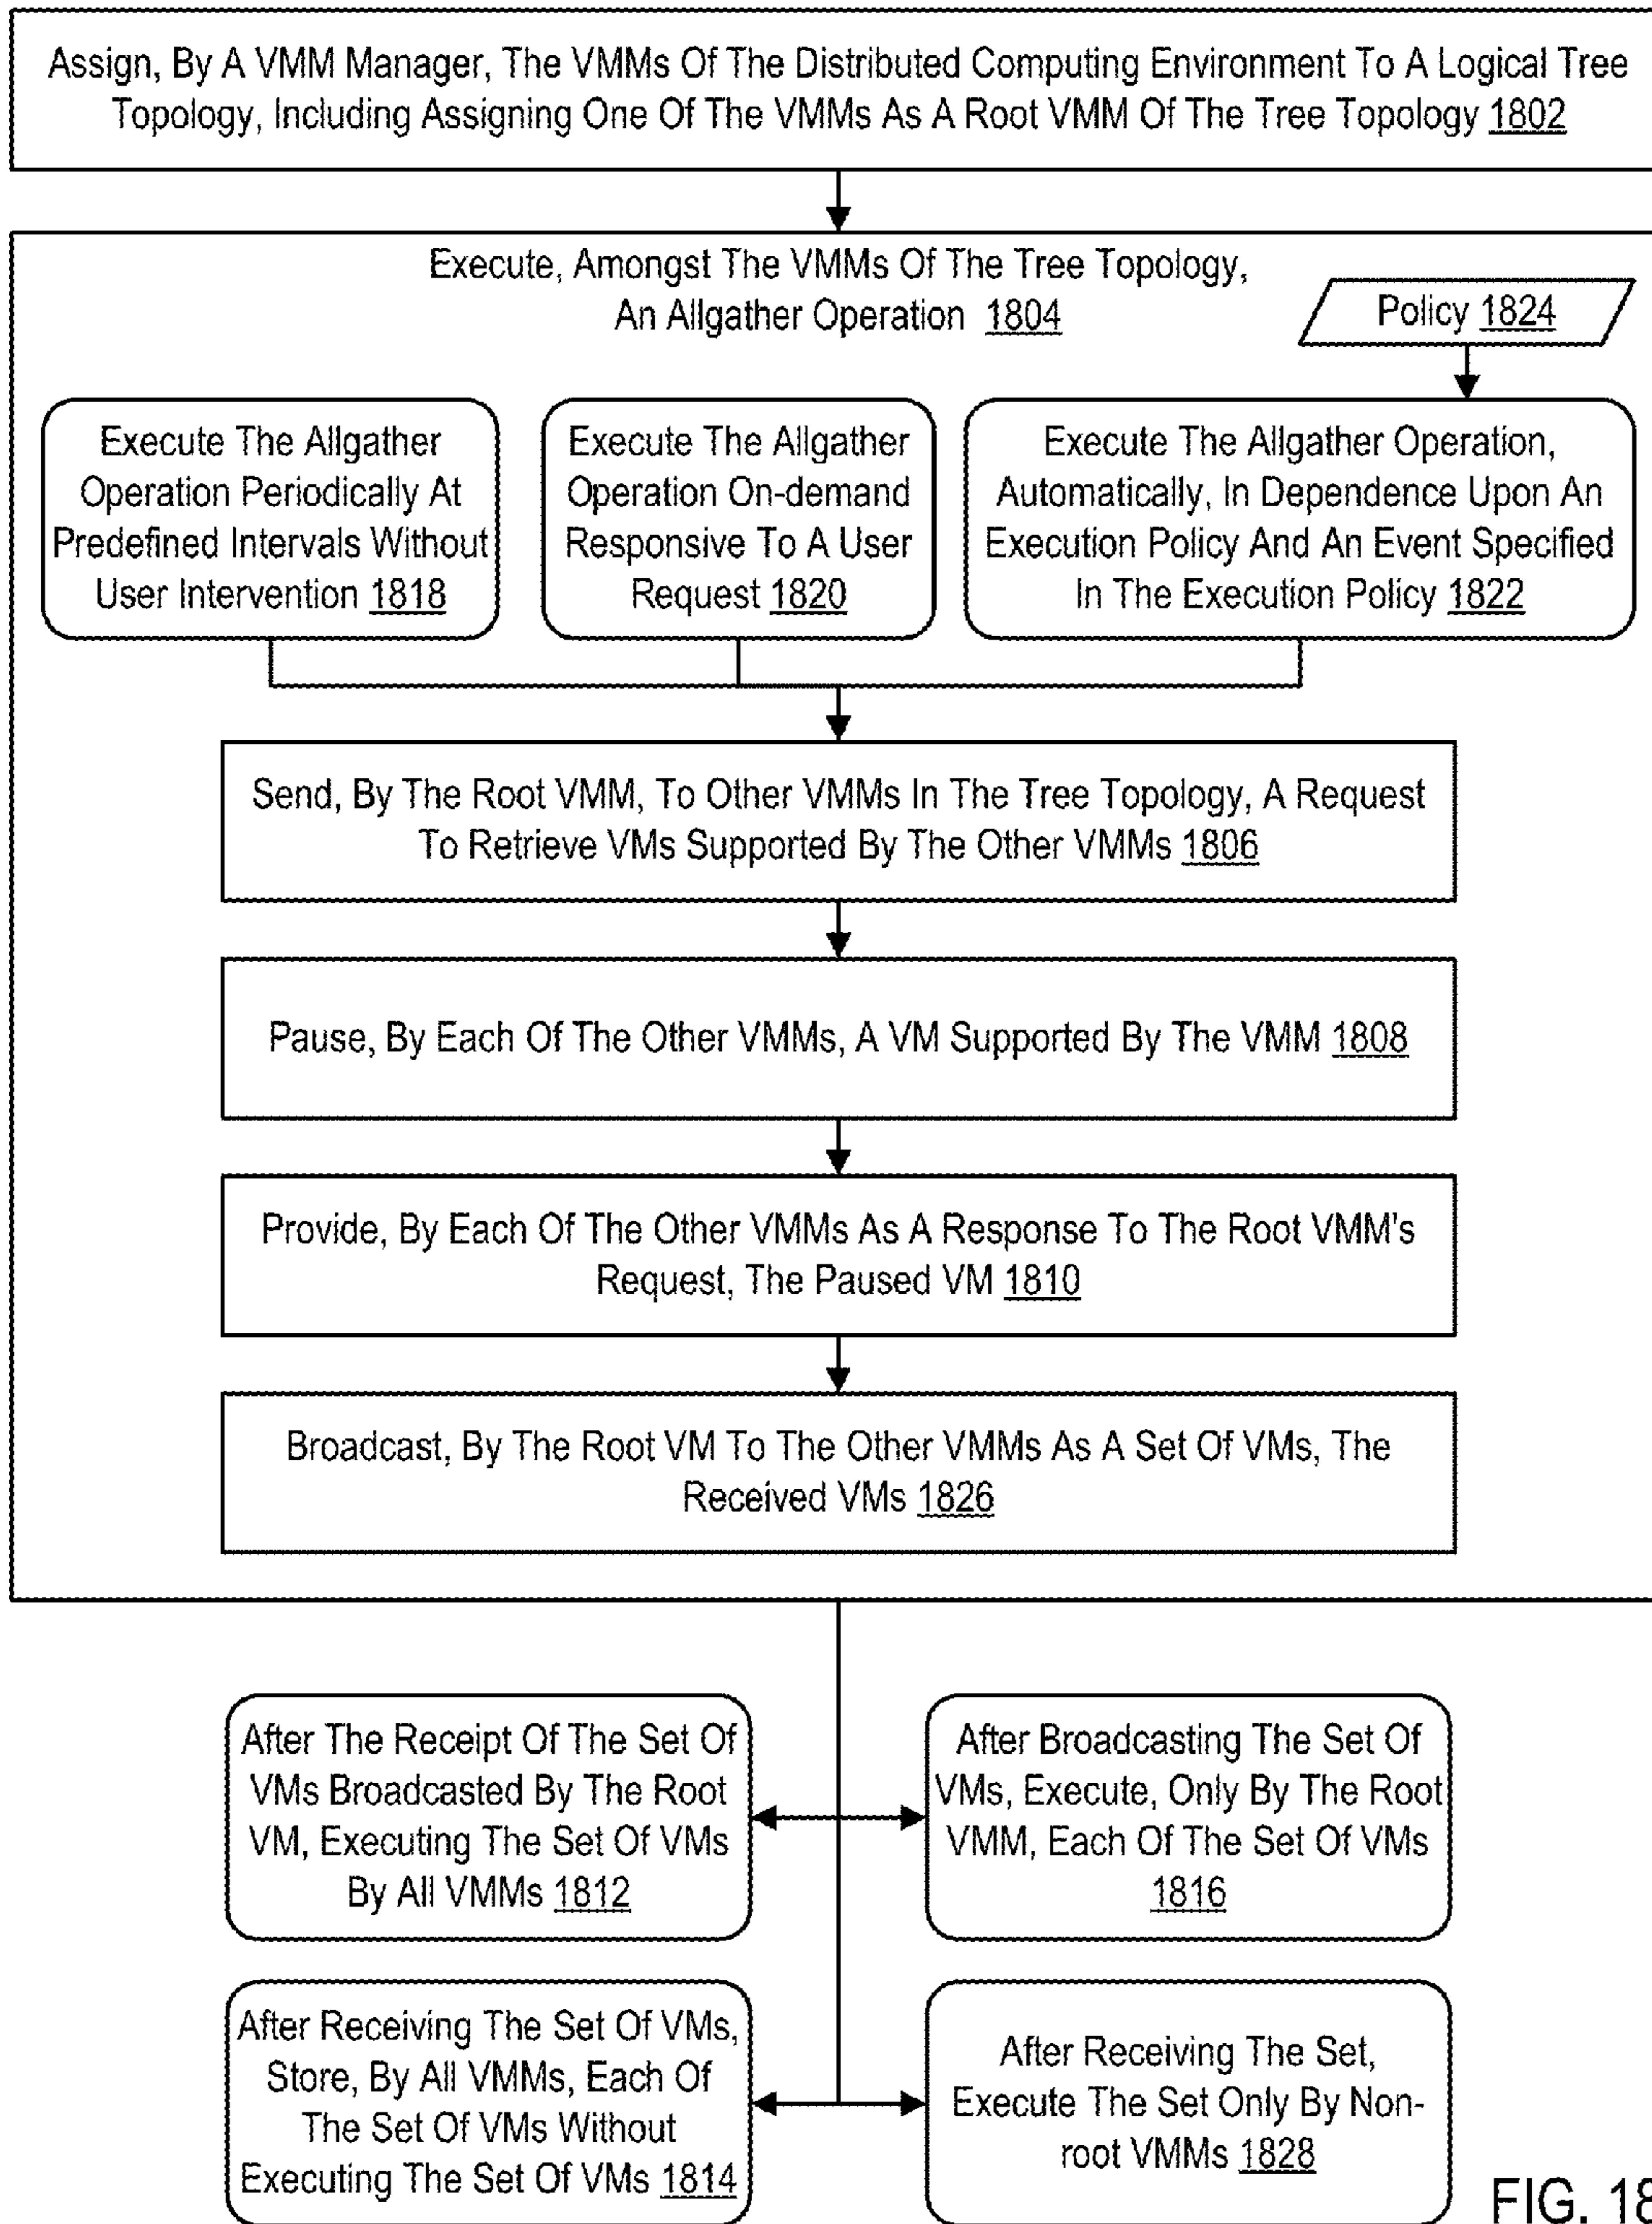 Assign, By A VMM Manager, The VMMs Of The Distributed Computing Environment To A Logical Tree
Topology, Including Assigning One Of The VMMs As A Root VMM Of The Tree Topology 1802
Execute, Amongst The VMMs Of The Tree Topology,
An Allgather Operation 1804
Policy 1824
Execute The Allgather
Operation Periodically At
Predefined Intervals Without
User Intervention 1818
Execute The Allgather
Operation On-demand
Responsive To A User
Request 1820
Execute The Allgather Operation,
Automatically, In Dependence Upon An
Execution Policy And An Event Specified
In The Execution Policy 1822
Send, By The Root VMM, To Other VMMs In The Tree Topology, A Request
To Retrieve VMs Supported By The Other VMMs 1806
Pause, By Each Of The Other VMMs, A VM Supported By The VMM 1808
Provide, By Each Of The Other VMMs As A Response To The Root VMM's
Request, The Paused VM 1810
Broadcast, By The Root VM To The Other VMMs As A Set Of VMs, The
Received VMs 1826
After The Receipt Of The Set Of
VMs Broadcasted By The Root
VM, Executing The Set Of VMs
By All VMMs 1812
After Broadcasting The Set Of
VMs, Execute, Only By The Root
VMM, Each Of The Set Of VMs
1816
After Receiving The Set Of VMs,
Store, By All VMMs, Each Of
The Set Of VMs Without
Executing The Set Of VMs 1814
After Receiving The Set,
Execute The Set Only By Non-
root VMMs 1828
FIG. 18